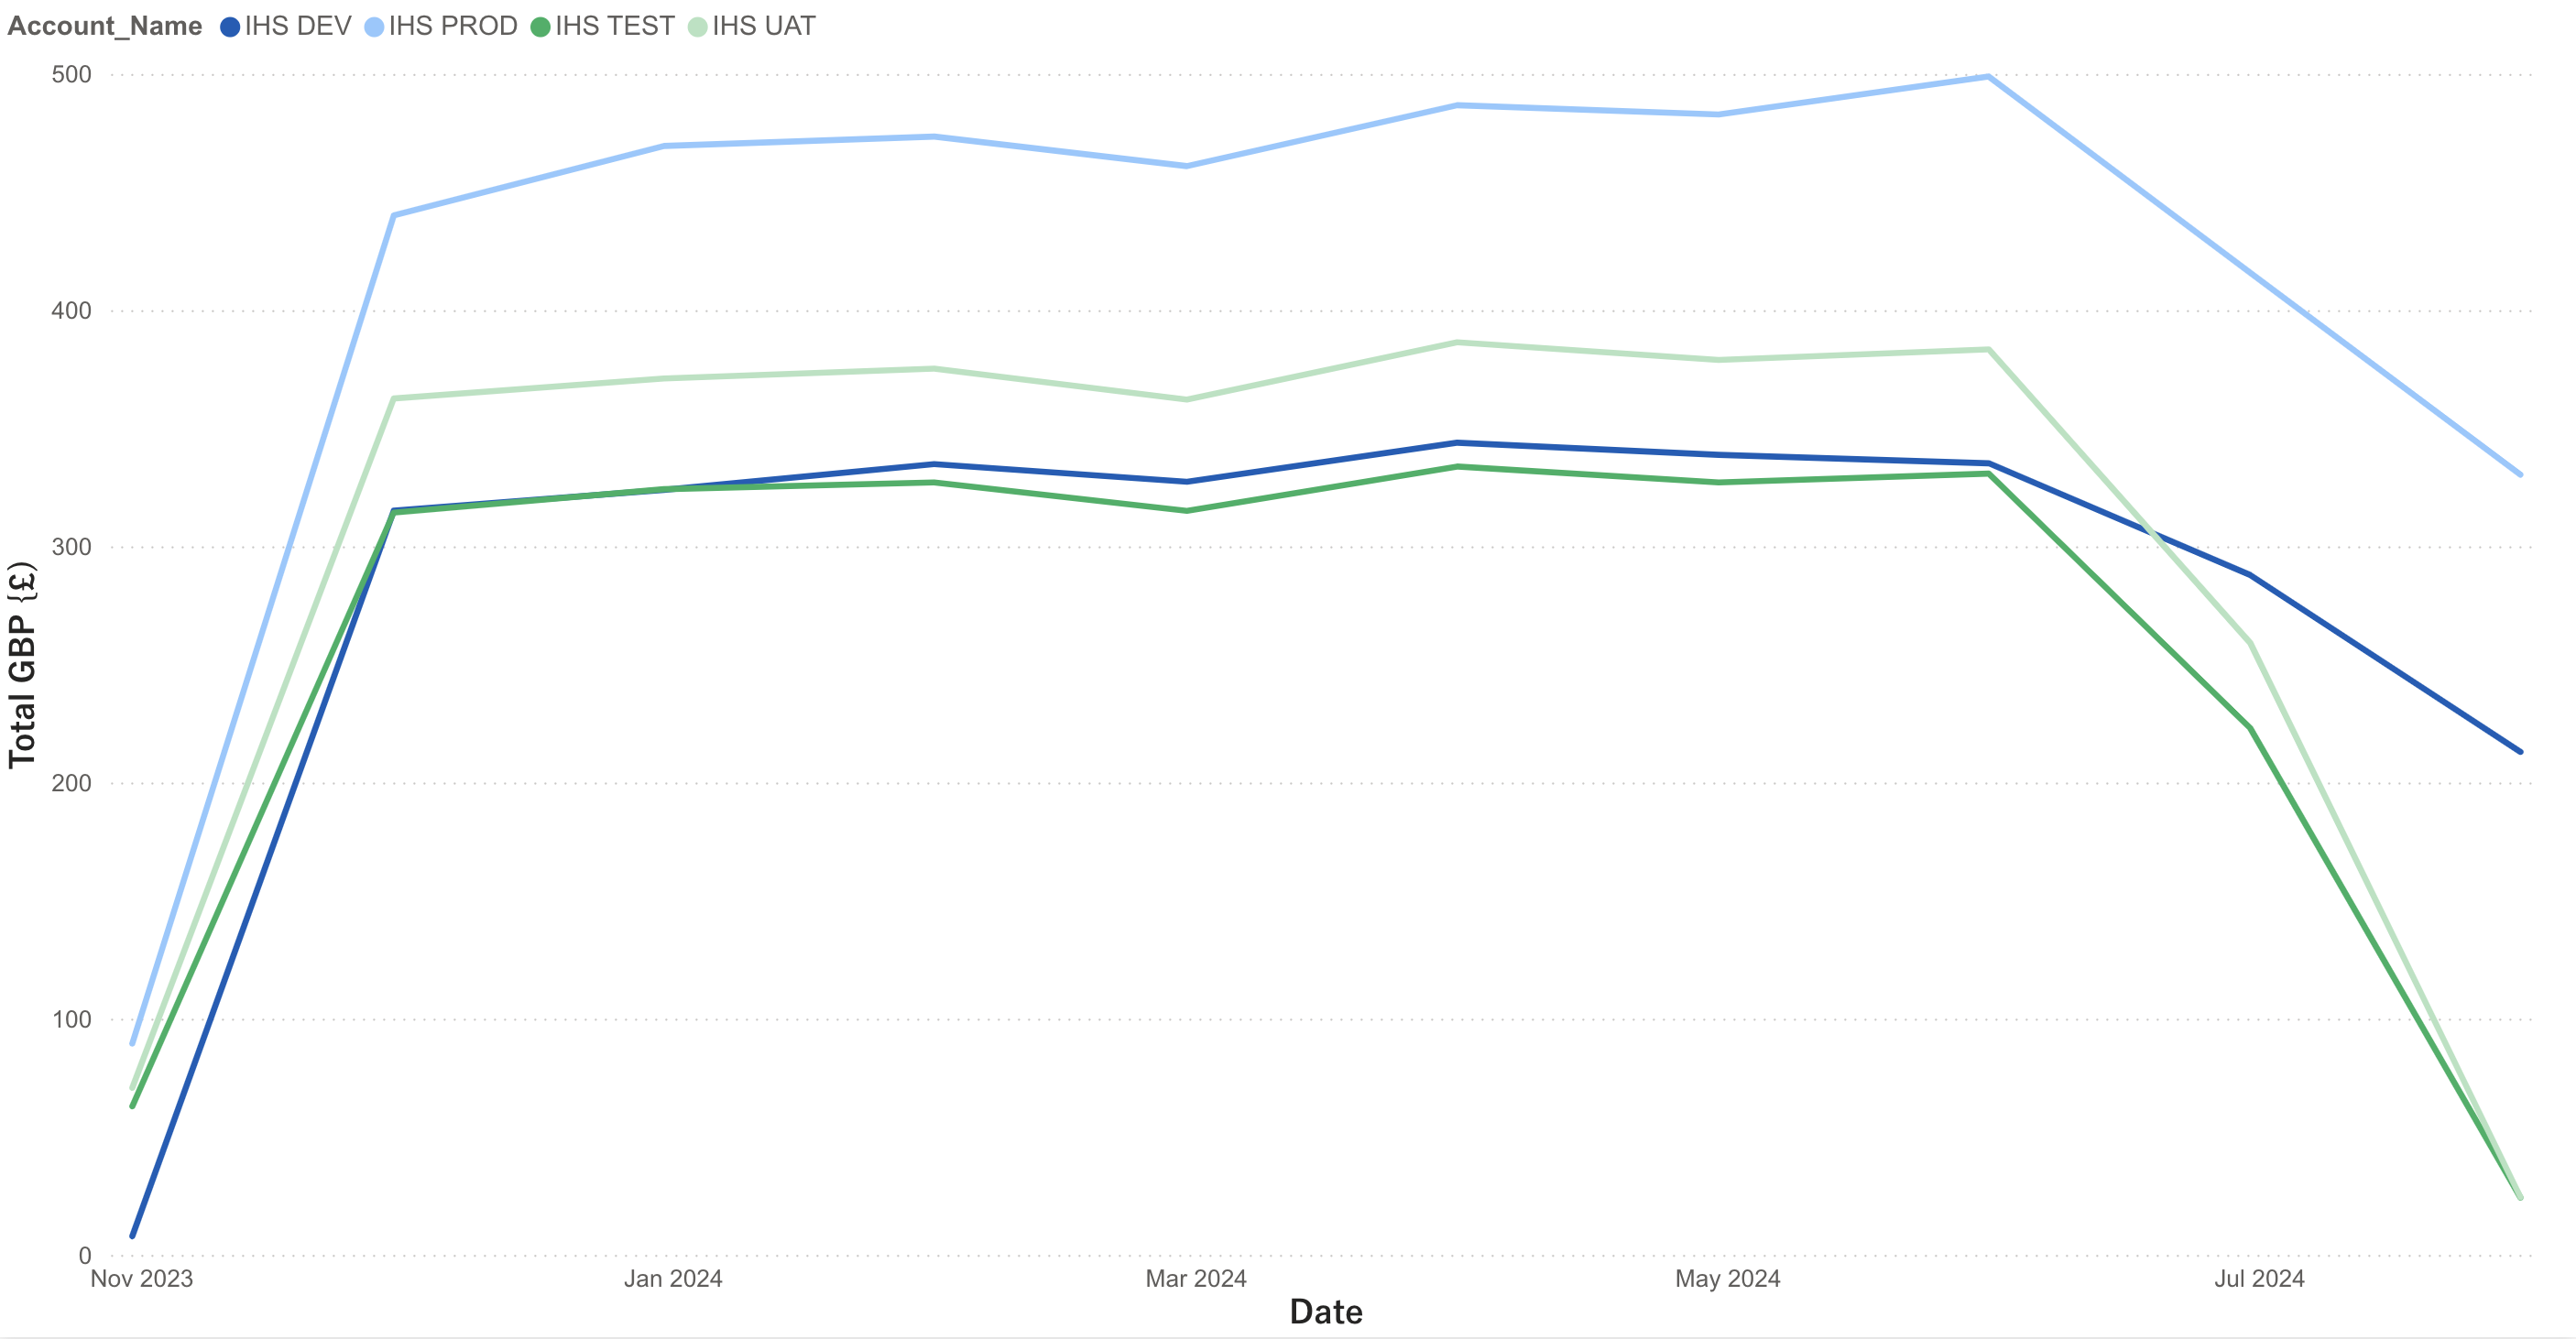 Account_Name IHS DEV IHS PROD IHS TEST IHS UAT
500
400
300
200
100
0
Total GBP {£)
Nov 2023 Jan 2024 Mar 2024 May 2024 Jul 2024
Date